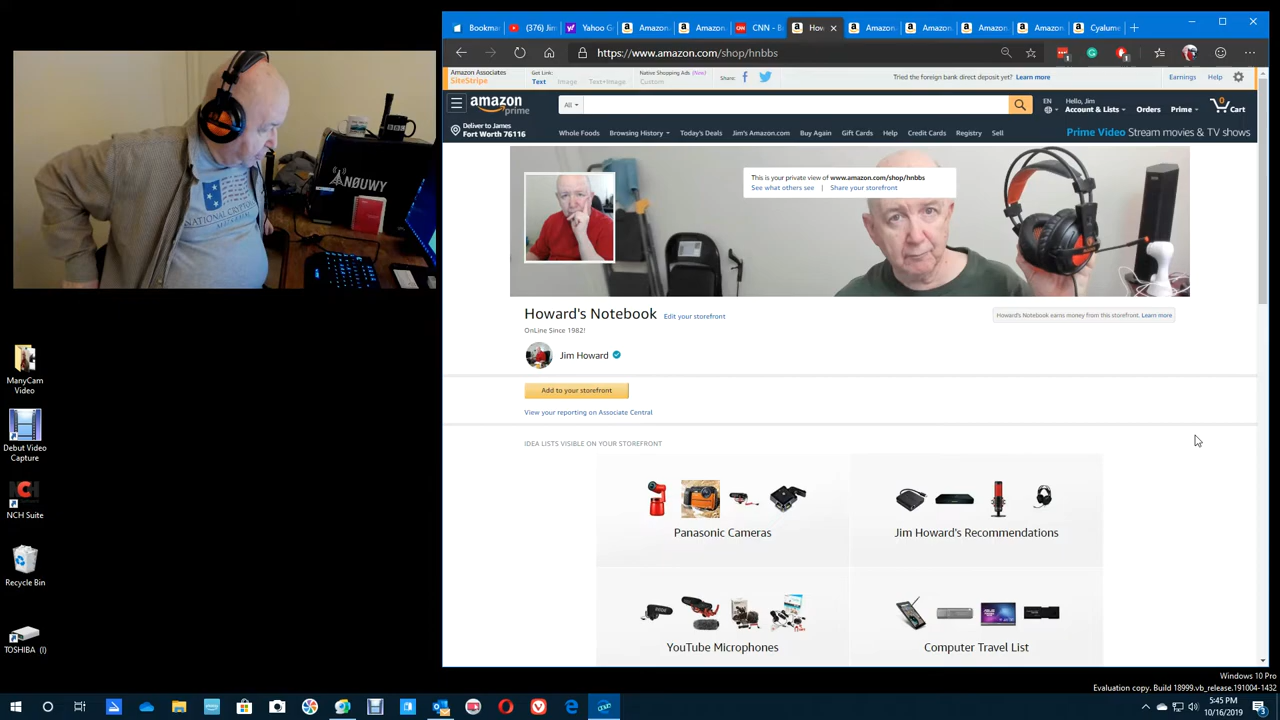 Bookmar
(376) Jim
Yahoo G
Amazon.
Amazon.
CNN - B
How
Amazon.
Amazon
Amazon
Amazon
Cyalume
https://www.amazon.com/shop/hnbbs
Amazon Associates
SiteStripe
Get Link:
Text
Image
Text+Image
Native Shopping Ads (New)
Custom
Share:
Tried the foreign bank direct deposit yet? Learn more
Earnings
Help
amazon
prime
All
EN
Hello, Jim
Account & Lists
Orders
Prime
0
Cart
Deliver to James
Fort Worth 76116
Whole Foods
Browsing History
Today's Deals
Jim's Amazon.com
Buy Again
Gift Cards
Help
Credit Cards
Registry
Sell
Prime Video Stream movies & TV shows
This is your private view of www.amazon.com/shop/hnbbs
See what others see | Share your storefront
Howard's Notebook
Edit your storefront
Howard's Notebook earns money from this storefront. Learn more
OnLine Since 1982!
Jim Howard
Add to your storefront
View your reporting on Associate Central
IDEA LISTS VISIBLE ON YOUR STOREFRONT
Panasonic Cameras
Jim Howard's Recommendations
YouTube Microphones
Computer Travel List
ANØUWY
ManyCam
Video
Debut Video
Capture
NCH Suite
Recycle Bin
TOSHIBA (I)
Windows 10 Pro
Evaluation copy. Build 18999.vb_release.191004-1432
5:45 PM
10/16/2019
3